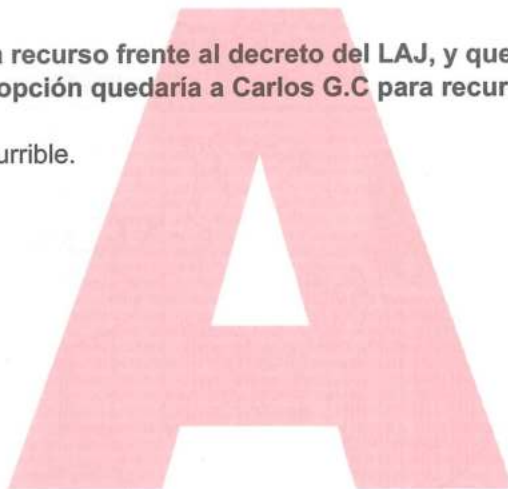 recurso frente al decreto del LAJ, y que
opción quedaría a Carlos G.C para recur
urrible.
A